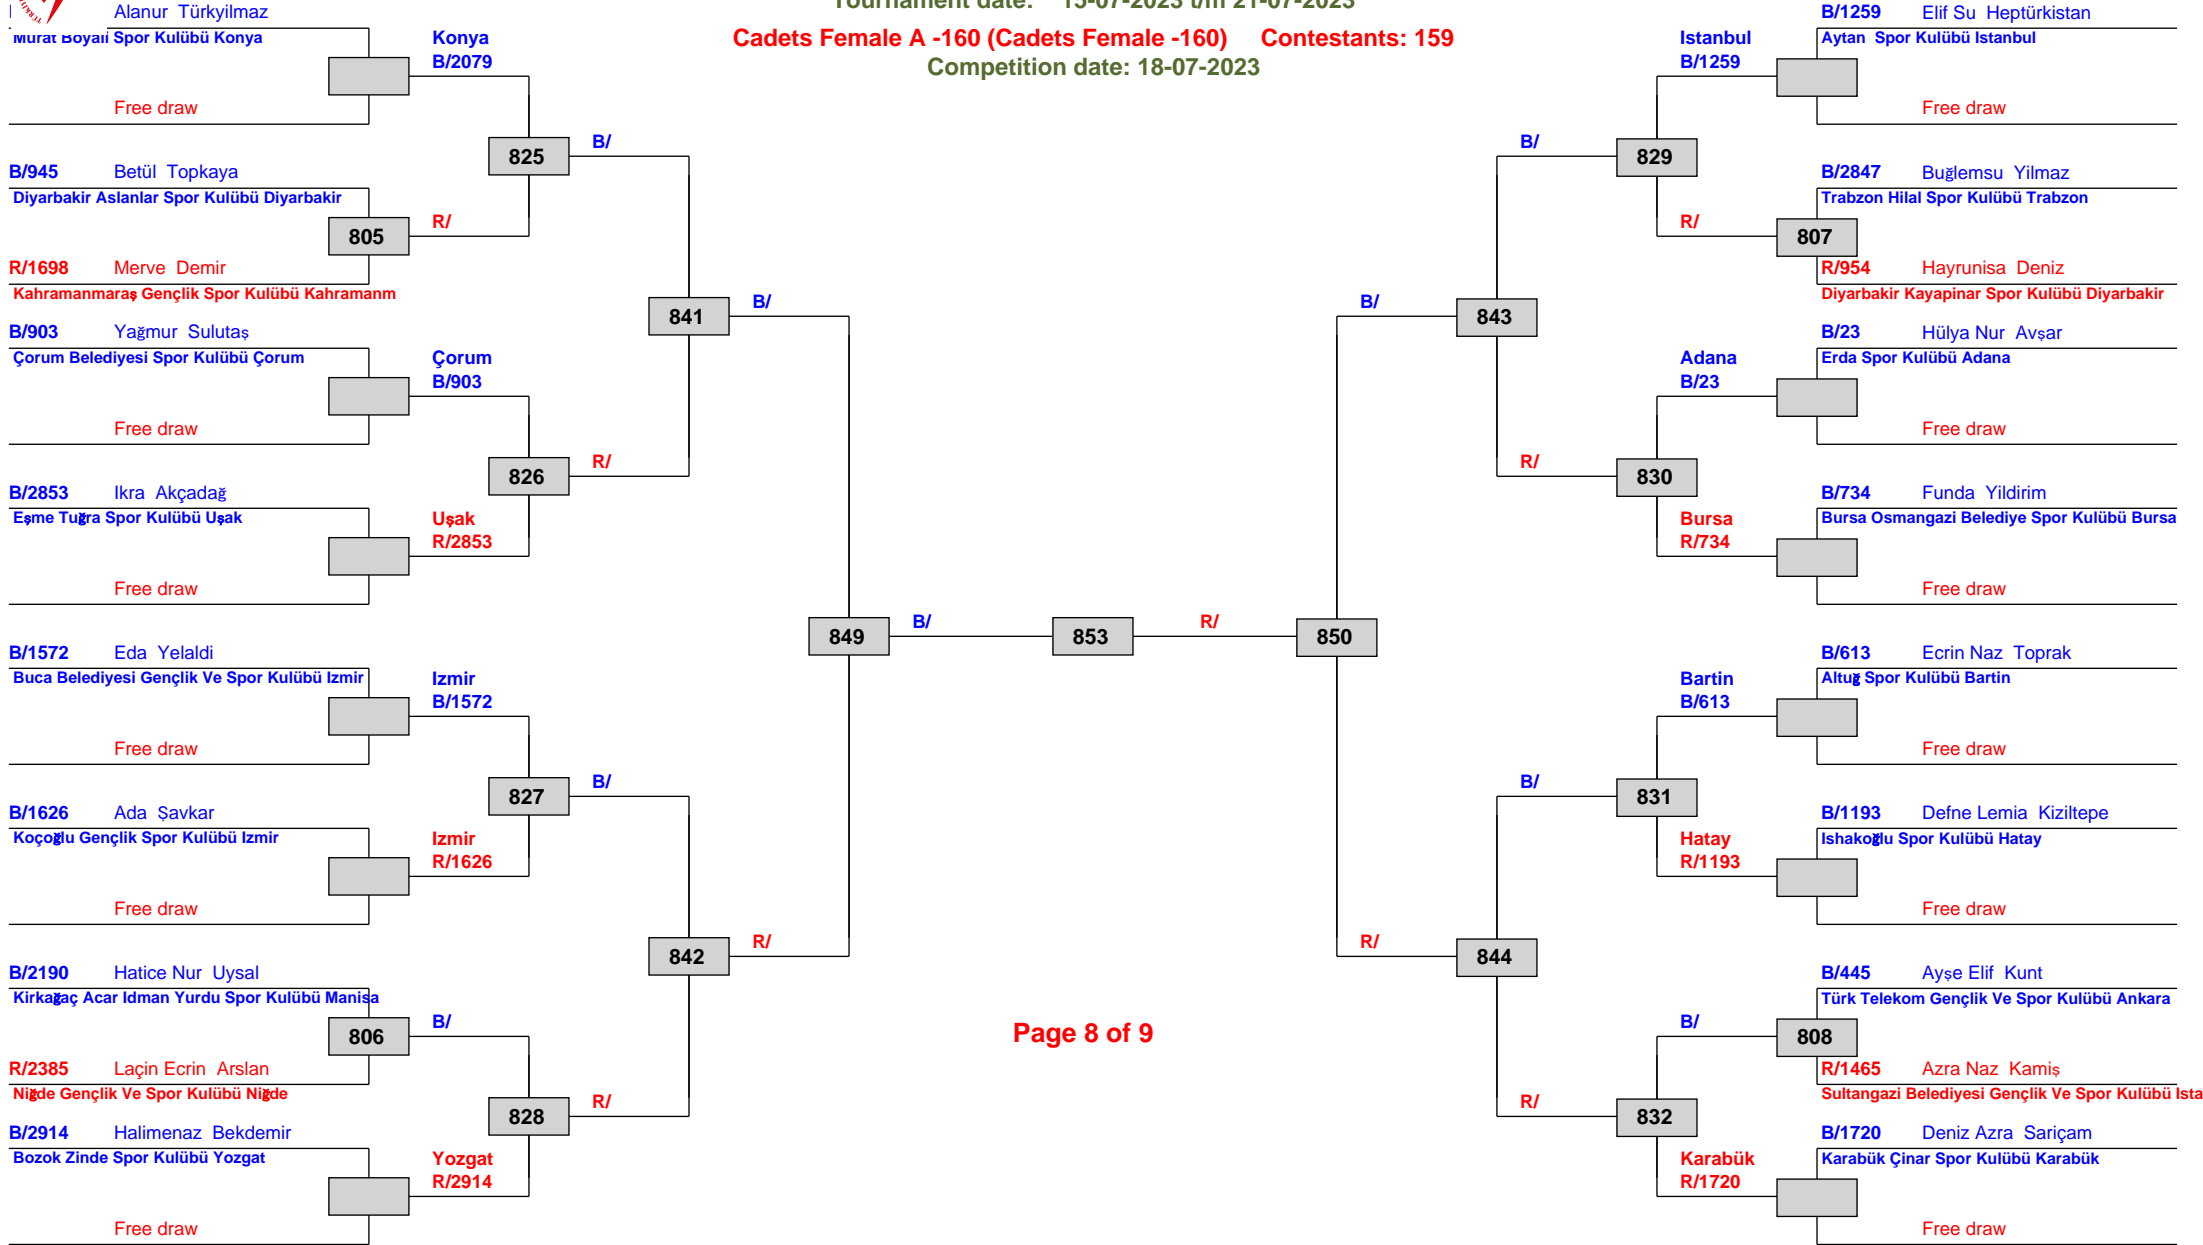 Tournament date: 15-07-2023 t/m 21-07-2023
Cadets Female A -160 (Cadets Female -160) Contestants: 159
Competition date: 18-07-2023
Alanur Türkyilmaz
Murat Boyali Spor Kulübü Konya
Free draw
Konya
B/2079
B/945 Betül Topkaya
Diyarbakir Aslanlar Spor Kulübü Diyarbakir
805
R/1698 Merve Demir
Kahramanmaraş Gençlik Spor Kulübü Kahramanm
R/
825
B/
B/903 Yağmur Sulutaş
Çorum Belediyesi Spor Kulübü Çorum
Free draw
Çorum
B/903
B/2853 Ikra Akçadağ
Eşme Tuğra Spor Kulübü Uşak
Free draw
Uşak
R/2853
826
R/
841
B/
B/1572 Eda Yelaldi
Buca Belediyesi Gençlik Ve Spor Kulübü Izmir
Free draw
Izmir
B/1572
B/1626 Ada Şavkar
Koçoğlu Gençlik Spor Kulübü Izmir
Free draw
Izmir
R/1626
827
B/
B/2190 Hatice Nur Uysal
Kirkağaç Acar Idman Yurdu Spor Kulübü Manisa
806
R/2385 Laçin Ecrin Arslan
Niğde Gençlik Ve Spor Kulübü Niğde
B/
B/2914 Halimenaz Bekdemir
Bozok Zinde Spor Kulübü Yozgat
Free draw
Yozgat
R/2914
828
R/
842
R/
849
B/
853
R/
850
B/
843
B/
829
Istanbul
B/1259
B/1259 Elif Su Heptürkistan
Aytan Spor Kulübü Istanbul
Free draw
R/
B/2847 Buğlemsu Yilmaz
Trabzon Hilal Spor Kulübü Trabzon
807
R/954 Hayrunisa Deniz
Diyarbakir Kayapinar Spor Kulübü Diyarbakir
R/
830
Adana
B/23
B/23 Hülya Nur Avşar
Erda Spor Kulübü Adana
Free draw
Bursa
R/734
B/734 Funda Yildirim
Bursa Osmangazi Belediye Spor Kulübü Bursa
Free draw
R/
844
B/
831
Bartin
B/613
B/613 Ecrin Naz Toprak
Altuğ Spor Kulübü Bartin
Free draw
Hatay
R/1193
B/1193 Defne Lemia Kiziltepe
Ishakoğlu Spor Kulübü Hatay
Free draw
R/
832
B/
B/445 Ayşe Elif Kunt
Türk Telekom Gençlik Ve Spor Kulübü Ankara
808
R/1465 Azra Naz Kamiş
Sultangazi Belediyesi Gençlik Ve Spor Kulübü Ista
Karabük
R/1720
B/1720 Deniz Azra Sariçam
Karabük Çinar Spor Kulübü Karabük
Free draw
Page 8 of 9